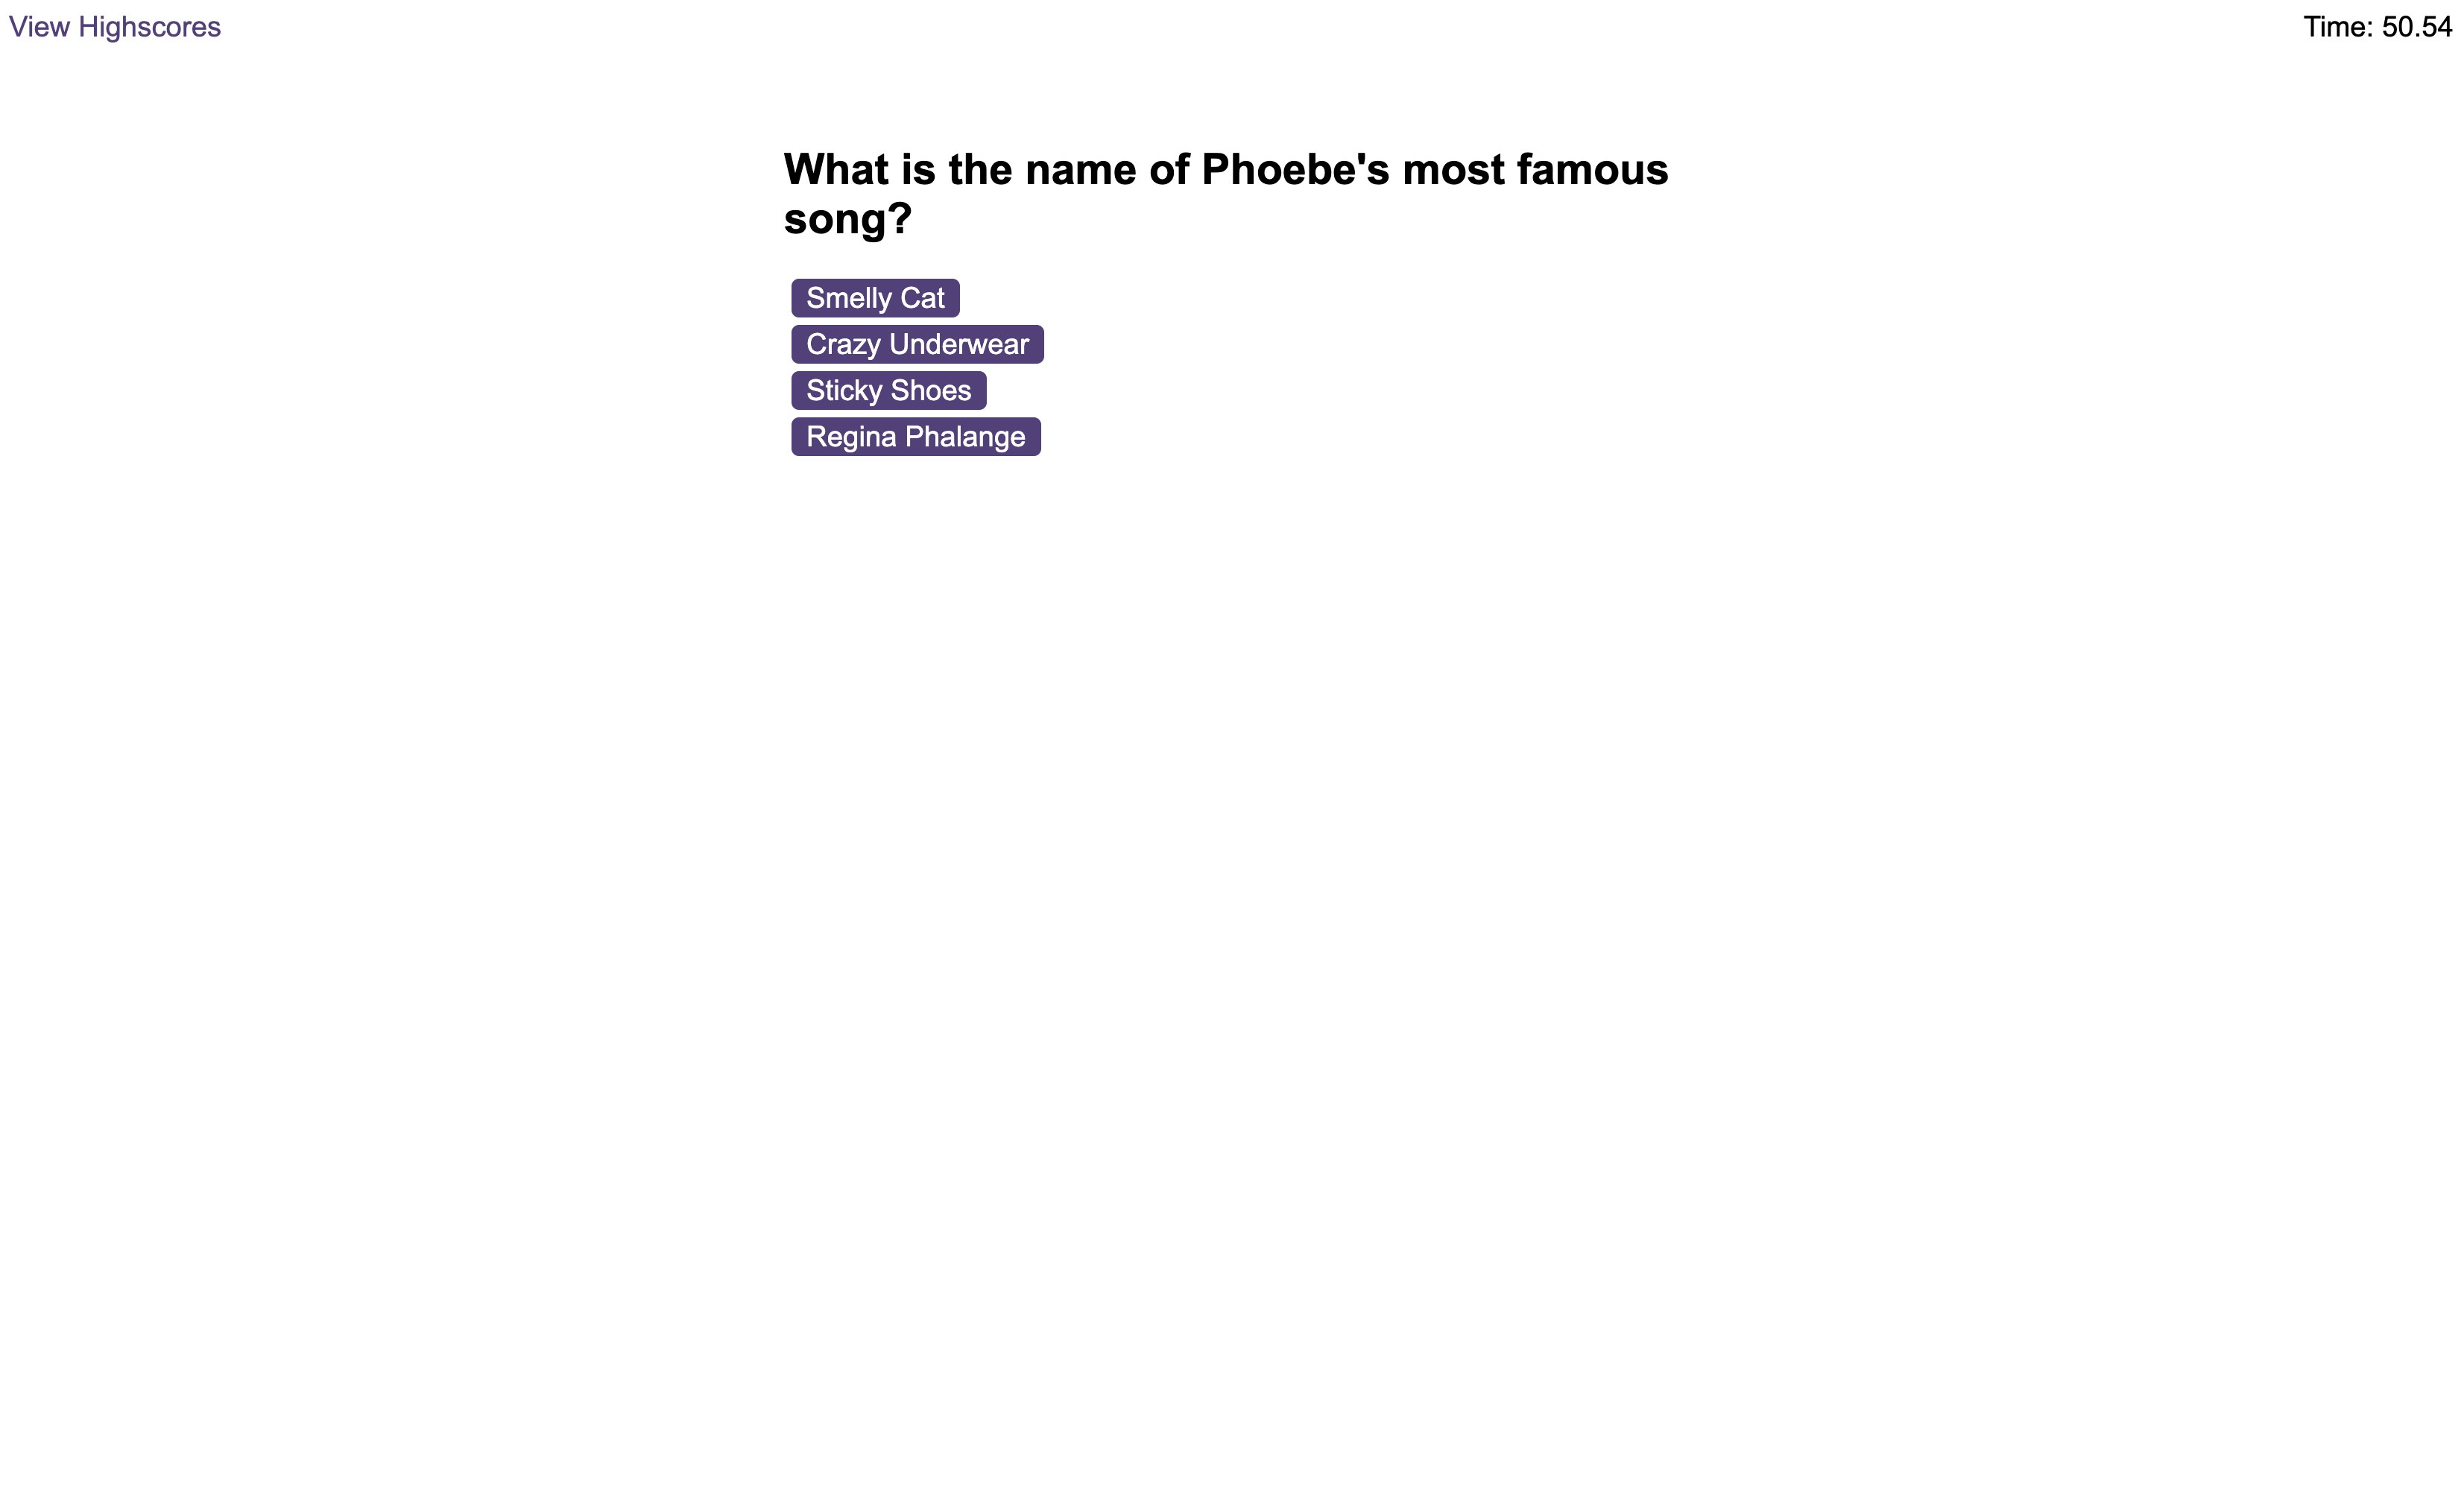 View Highscores
Time: 50.54
What is the name of Phoebe's most famous
song?
Smelly Cat
Crazy Underwear
Sticky Shoes
Regina Phalange